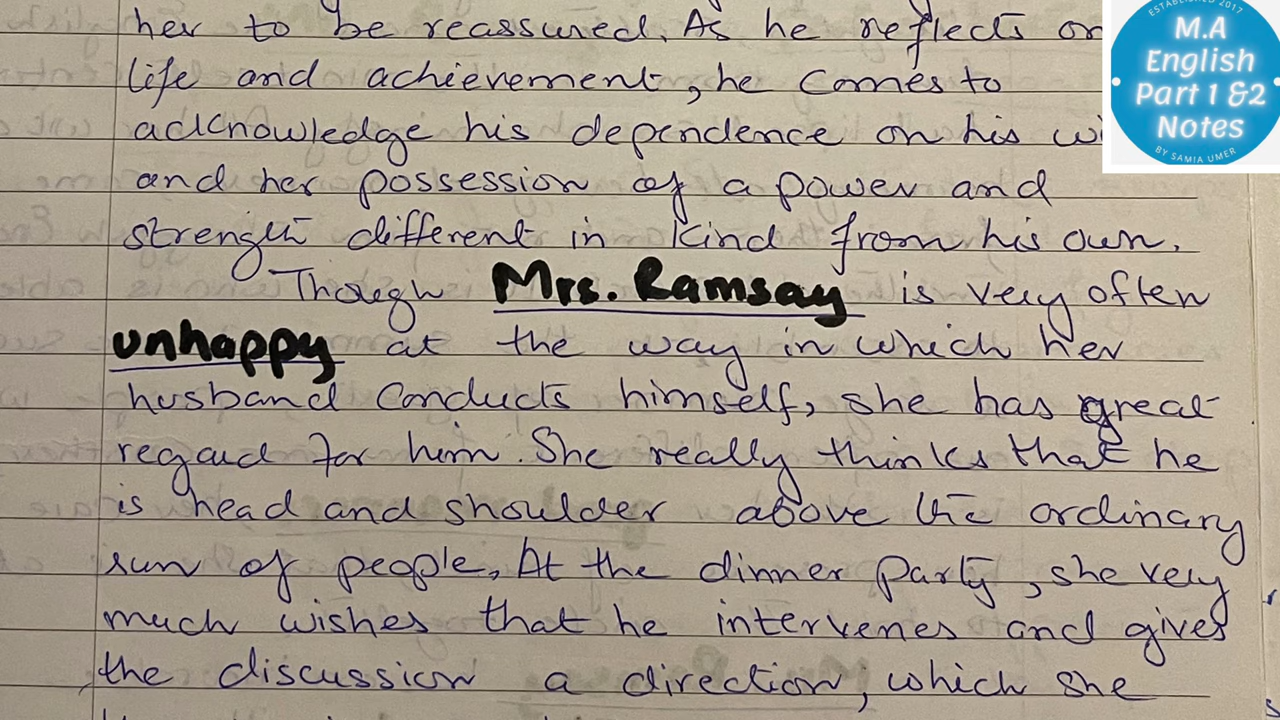 her to be reassured. As he reflects on
life and achievement, he comes to
acknowledge his dependence on his
and her possession of a power and
strength different in kind from his own.
Though Mrs. Ramsay is very often
unhappy at the way in which her
husband conducts himself, she has great
regard for him. She really thinks that he
is head and shoulder above the ordinary
run of people. At the dinner party, she very
much wishes that he intervenes and gives
the discussion a direction, which she
ESTABLISHED 2017
M.A
English
Part 1 &2
Notes
BY SAMIA UMER